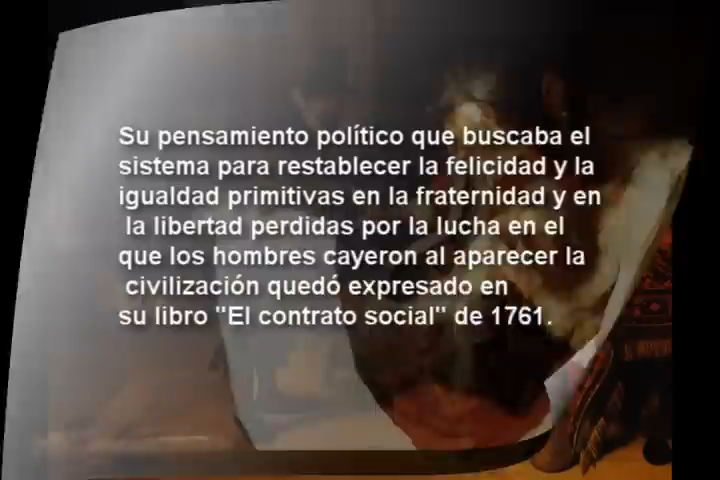 Su pensamiento político que buscaba el
sistema para restablecer la felicidad y la
igualdad primitivas en la fraternidad y en
la libertad perdidas por la lucha en el
que los hombres cayeron al aparecer la
civilización quedó expresado en
su libro "El contrato social" de 1761.